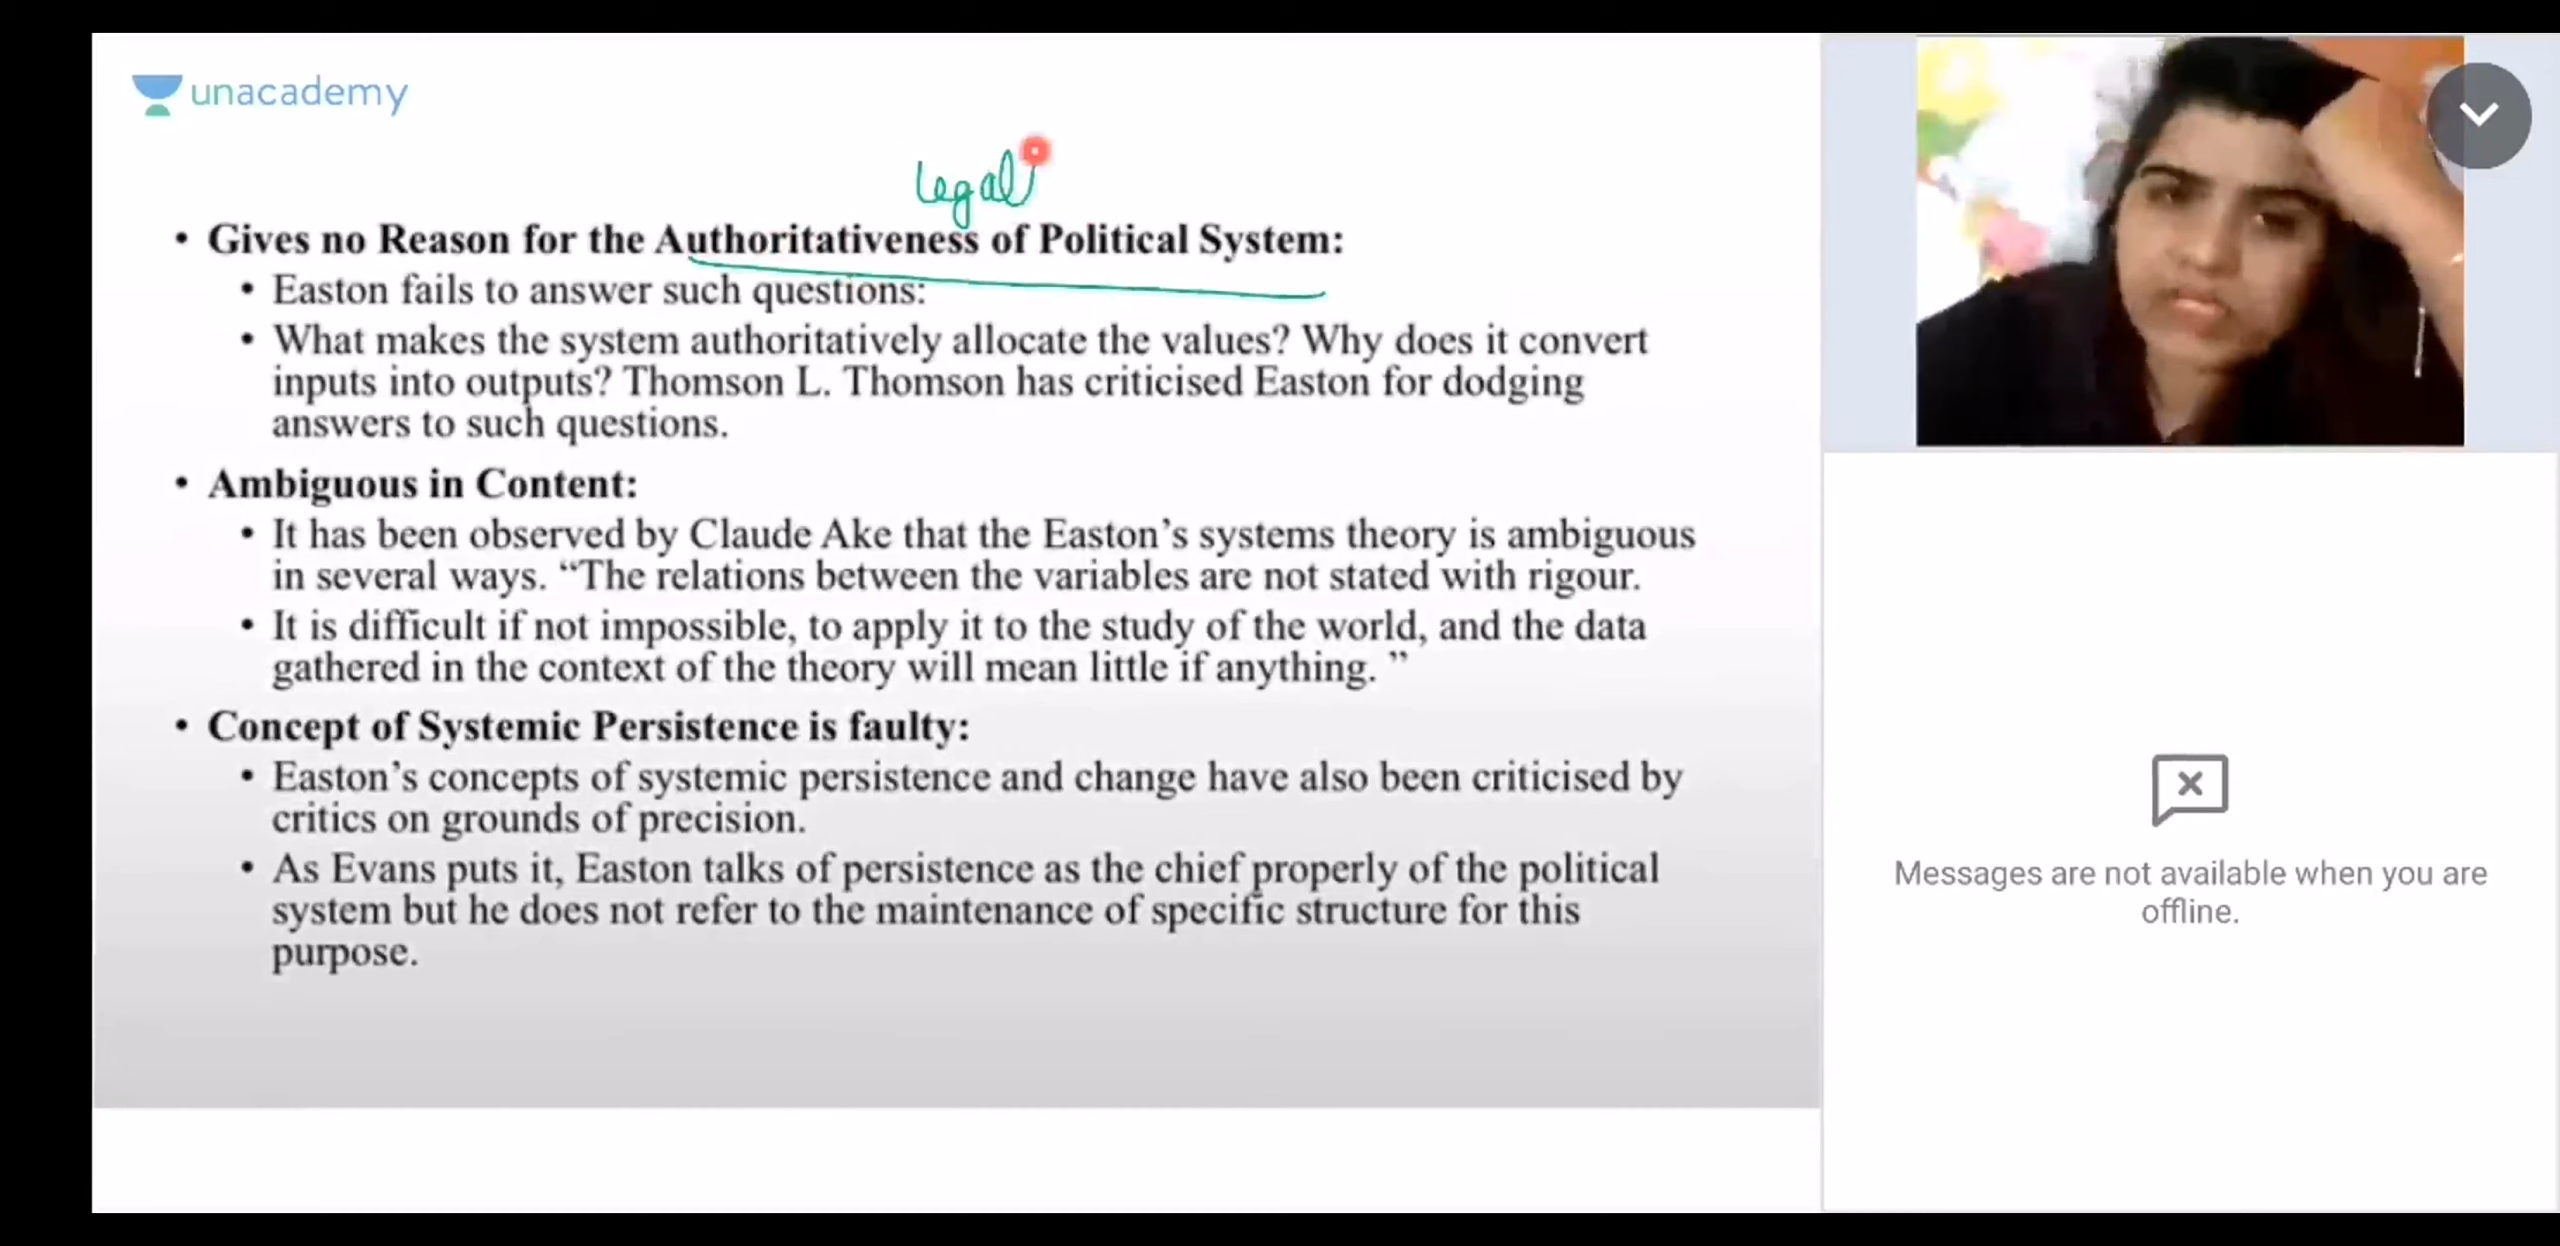 unacademy
legal
• Gives no Reason for the Authoritativeness of Political System:
• Easton fails to answer such questions:
• What makes the system authoritatively allocate the values? Why does it convert
inputs into outputs? Thomson L. Thomson has criticised Easton for dodging
answers to such questions.
• Ambiguous in Content:
• It has been observed by Claude Ake that the Easton’s systems theory is ambiguous
in several ways. “The relations between the variables are not stated with rigour.
• It is difficult if not impossible, to apply it to the study of the world, and the data
gathered in the context of the theory will mean little if anything. ”
• Concept of Systemic Persistence is faulty:
• Easton’s concepts of systemic persistence and change have also been criticised by
critics on grounds of precision.
• As Evans puts it, Easton talks of persistence as the chief properly of the political
system but he does not refer to the maintenance of specific structure for this
purpose.
Messages are not available when you are
offline.